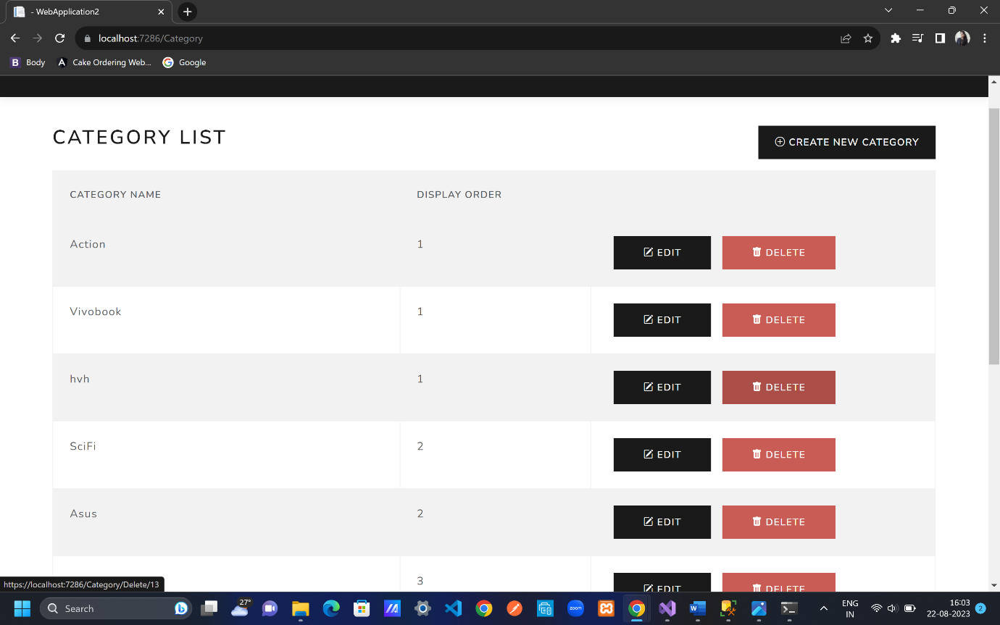 - WebApplication2
localhost:7286/Category
Body Cake Ordering Web... Google
CATEGORY LIST
CREATE NEW CATEGORY
CATEGORY NAME DISPLAY ORDER
Action 1 EDIT DELETE
Vivobook 1 EDIT DELETE
hvh 1 EDIT DELETE
SciFi 2 EDIT DELETE
Asus 2 EDIT DELETE
3 EDIT DELETE
https://localhost:7286/Category/Delete/13
Search 27° zoom ENG 16:03
IN 22-08-2023 2